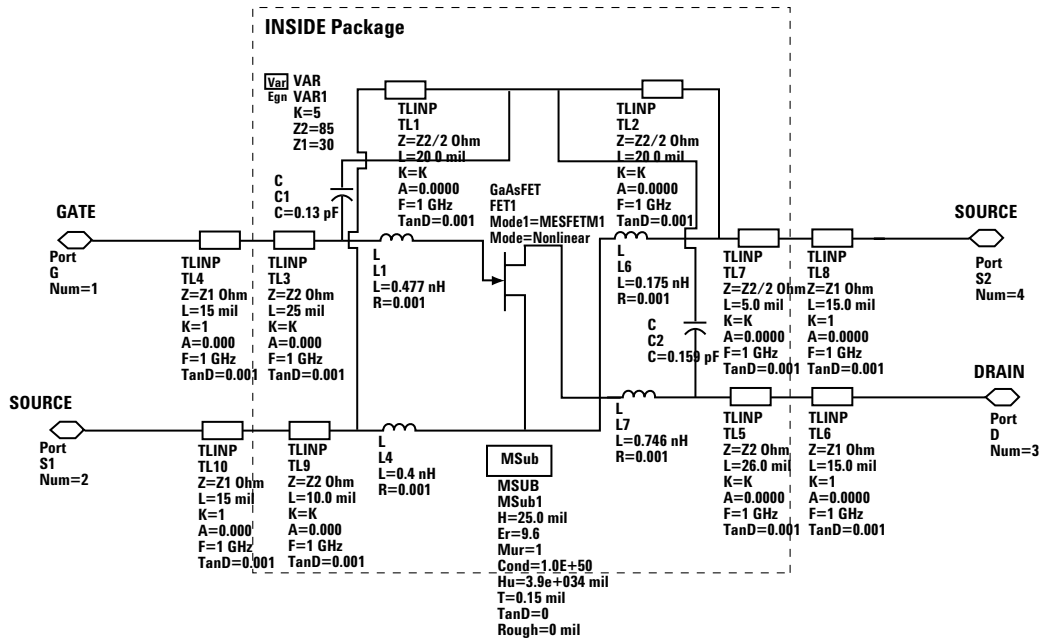 INSIDE Package
Var
Egn
VAR
VAR1
K=5
Z2=85
Z1=30
TLINP
TL1
Z=Z2/2 Ohm
L=20 0 mil
K=K
A=0.0000
F=1 GHz
TanD=0.001
TLINP
TL2
Z=Z2/2 Ohm
L=20 0 mil
K=K
A=0.0000
F=1 GHz
TanD=0.001
C
C1
C=0.13 pF
GaAsFET
FET1
Mode1=MESFETM1
Mode=Nonlinear
GATE
Port
G
Num=1
TLINP
TL4
Z=Z1 Ohm
L=15 mil
K=1
A=0.000
F=1 GHz
TanD=0.001
TLINP
TL3
Z=Z2 Ohm
L=25 mil
K=K
A=0.000
F=1 GHz
TanD=0.001
L
L1
L=0.477 nH
R=0.001
L
L6
L=0.175 nH
R=0.001
TLINP
TL7
Z=Z2/2 Ohm
L=5.0 mil
K=K
A=0.0000
F=1 GHz
TanD=0.001
TLINP
TL8
Z=Z1 Ohm
L=15.0 mil
K=1
A=0.0000
F=1 GHz
TanD=0.001
SOURCE
Port
S2
Num=4
C
C2
C=0.159 pF
SOURCE
Port
S1
Num=2
TLINP
TL10
Z=Z1 Ohm
L=15 mil
K=1
A=0.000
F=1 GHz
TanD=0.001
TLINP
TL9
Z=Z2 Ohm
L=10.0 mil
K=K
A=0.000
F=1 GHz
TanD=0.001
L
L4
L=0.4 nH
R=0.001
MSub
MSUB
MSub1
H=25.0 mil
Er=9.6
Mur=1
Cond=1.0E+50
Hu=3.9e+034 mil
T=0.15 mil
TanD=0
Rough=0 mil
L
L7
L=0.746 nH
R=0.001
TLINP
TL5
Z=Z2 Ohm
L=26.0 mil
K=K
A=0.0000
F=1 GHz
TanD=0.001
TLINP
TL6
Z=Z1 Ohm
L=15.0 mil
K=1
A=0.0000
F=1 GHz
TanD=0.001
DRAIN
Port
D
Num=3